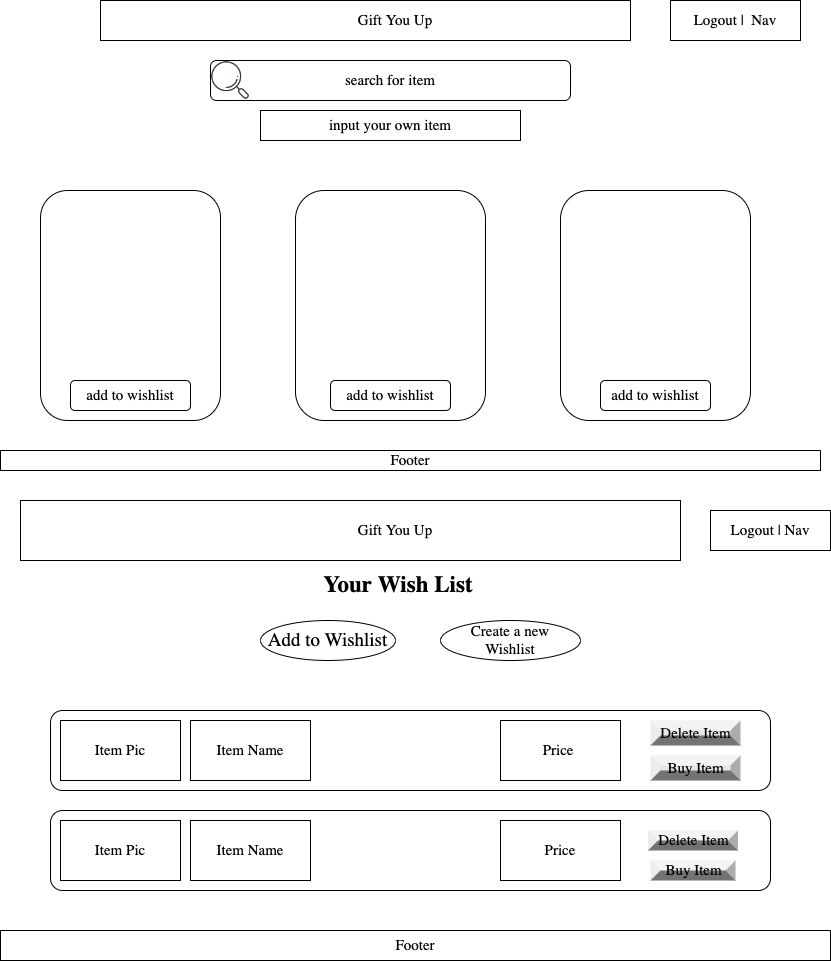 Gift You Up
Logout | Nav
search for item
input your own item
add to wishlist
add to wishlist
add to wishlist
Footer
Gift You Up
Logout | Nav
Your Wish List
Add to Wishlist
Create a new
Wishlist
Item Pic
Item Name
Price
Delete Item
Buy Item
Item Pic
Item Name
Price
Delete Item
Buy Item
Footer